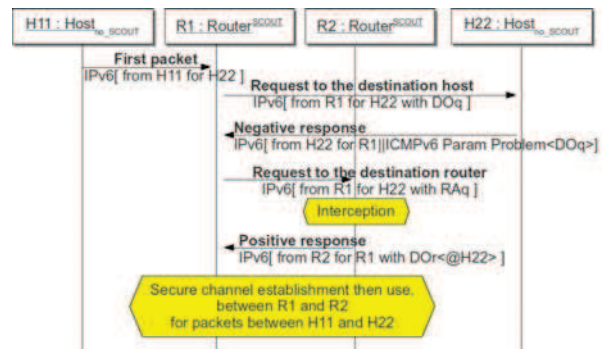 H11 : Host no_SCOUT
R1 : Router SCOUT
R2 : Router SCOUT
H22 : Host no_SCOUT
First packet
IPv6[ from H11 for H22 ]
Request to the destination host
IPv6[ from R1 for H22 with DOq ]
Negative response
IPv6[ from H22 for R1||ICMPv6 Param Problem<DOq>]
Request to the destination router
IPv6[ from R1 for H22 with RAq ]
Interception
Positive response
IPv6[ from R2 for R1 with DOr<@H22> ]
Secure channel establishment then use,
between R1 and R2
for packets between H11 and H22